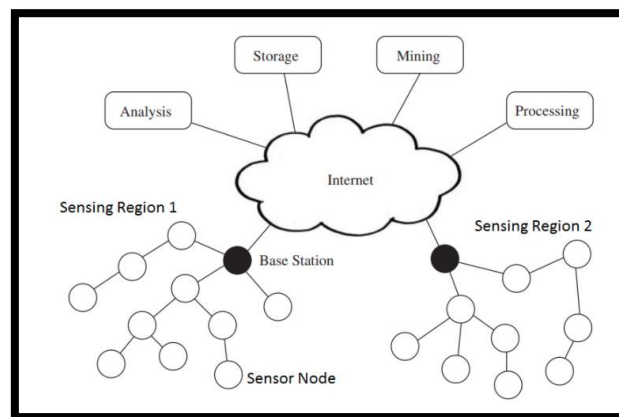 Storage
Mining
Analysis
Processing
Internet
Sensing Region 1
Sensing Region 2
Base Station
Sensor Node